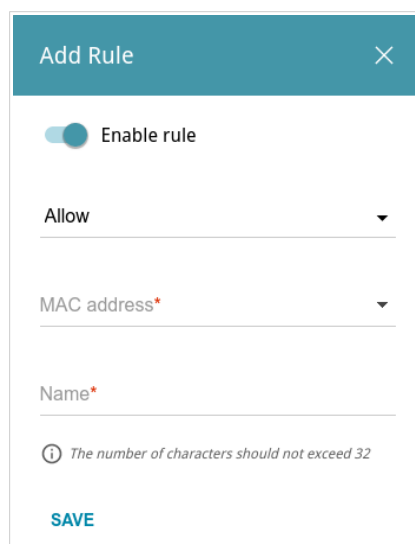 Add Rule
Enable rule
Allow
MAC address*
Name*
The number of characters should not exceed 32
SAVE